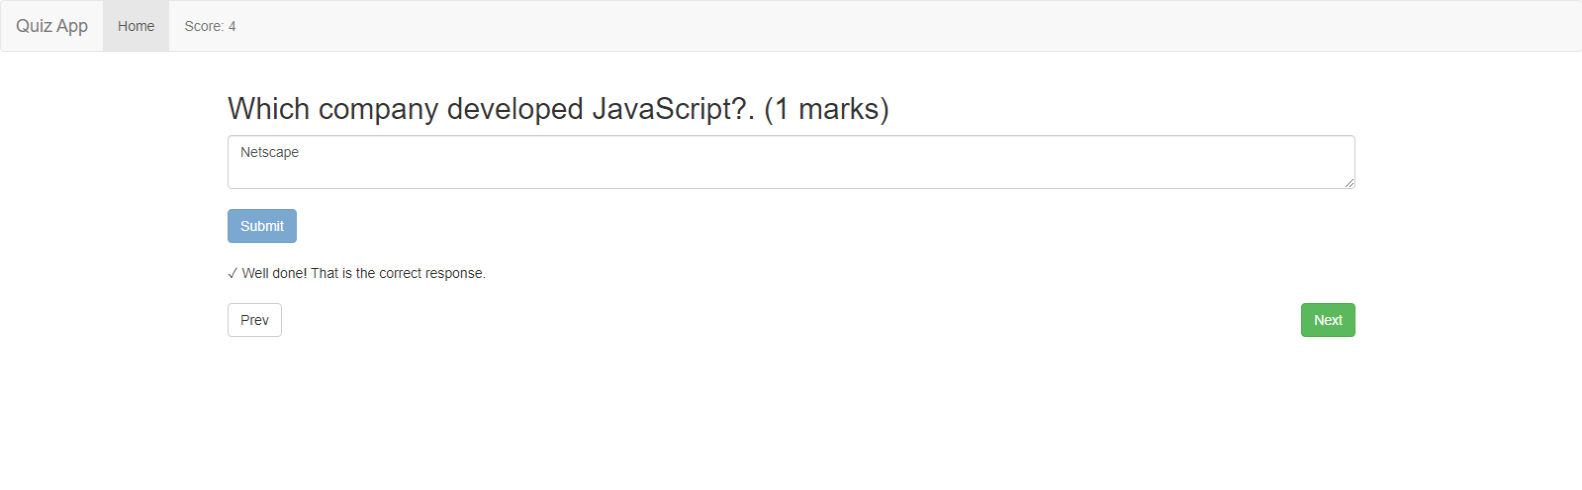 Quiz App Home Score: 4
Which company developed JavaScript?. (1 marks)
Netscape
Submit
✓ Well done! That is the correct response.
Prev Next